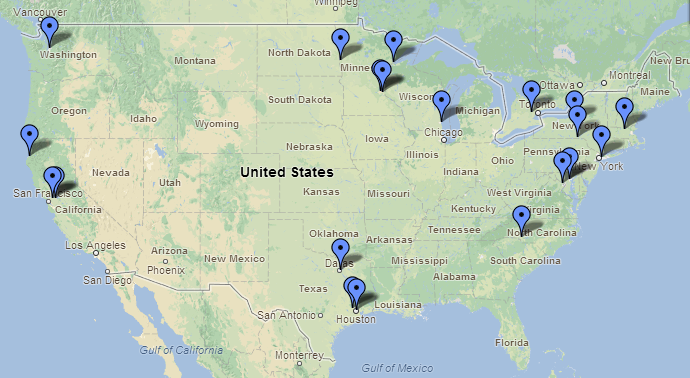 Vancouver
Winnipeg
Washington
Montana
North Dakota
Minne
Ottawa
Montreal
New Bru
Maine
Oregon
Idaho
Wyoming
South Dakota
Wisco
Michigan
Toronto
New York
Nebraska
Iowa
Chicago
Illinois
Indiana
Ohio
Pennsylvania
New York
Nevada
Utah
United States
Kansas
Missouri
West Virginia
Virginia
Kentucky
San Francisco
California
Los Angeles
San Diego
Arizona
Phoenix
New Mexico
Oklahoma
Arkansas
Tennessee
North Carolina
South Carolina
Dallas
Mississippi
Alabama
Texas
Louisiana
San Antonio
Houston
Florida
Gulf of California
Monterrey
Gulf of Mexico